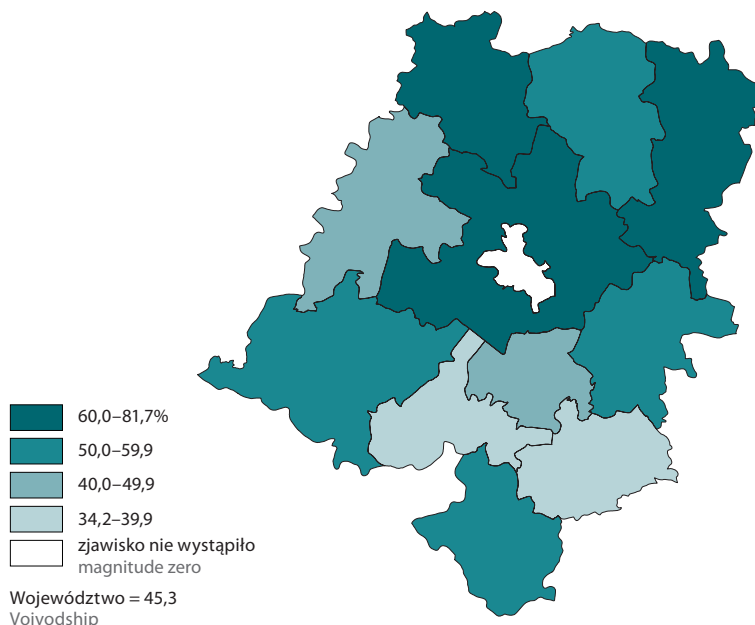 60,0–81,7%
50,0–59,9
40,0–49,9
34,2–39,9
zjawisko nie wystąpiło
magnitude zero
Województwo = 45,3
Voivodship